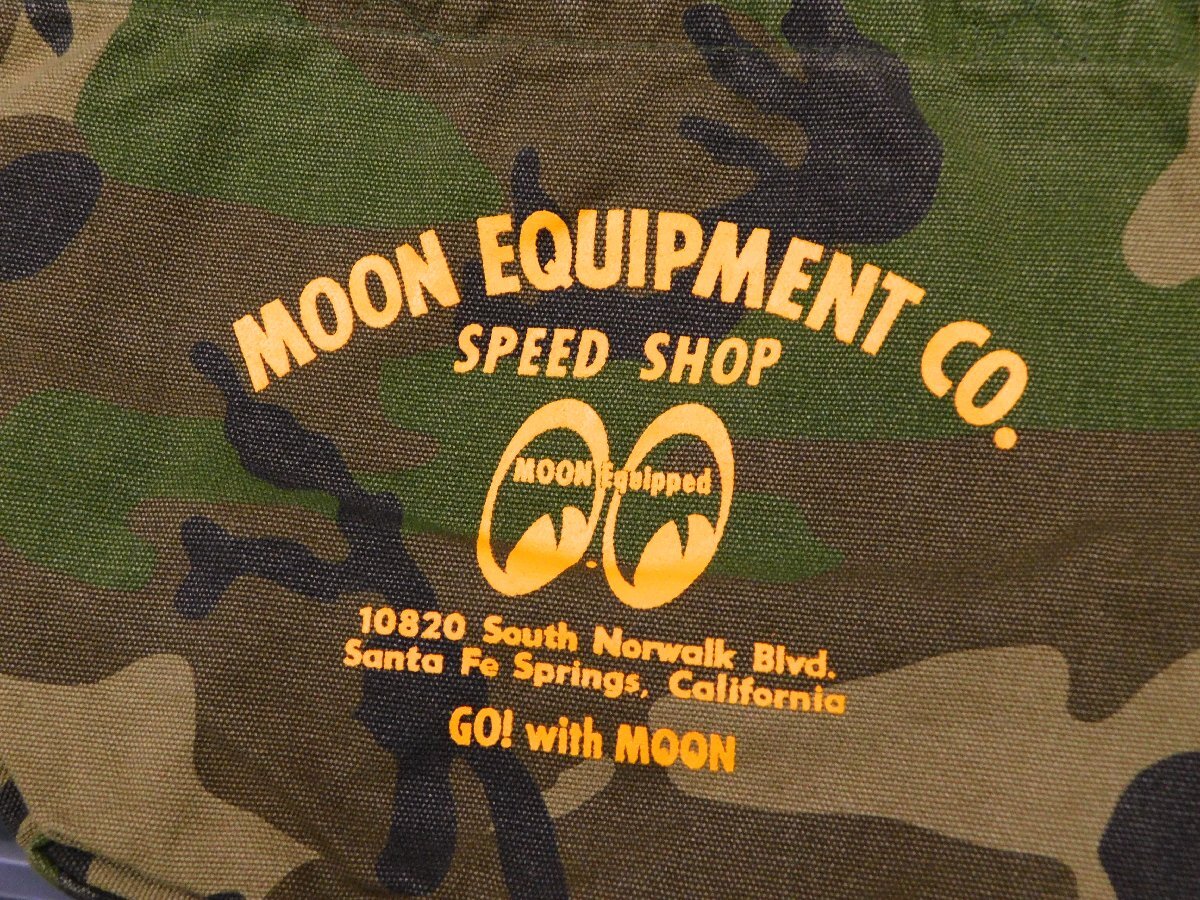 MOON EQUIPMENT CO.
SPEED SHOP
MOON Equipped
10820 South Norwalk Blvd.
Santa Fe Springs, California
GO! with MOON